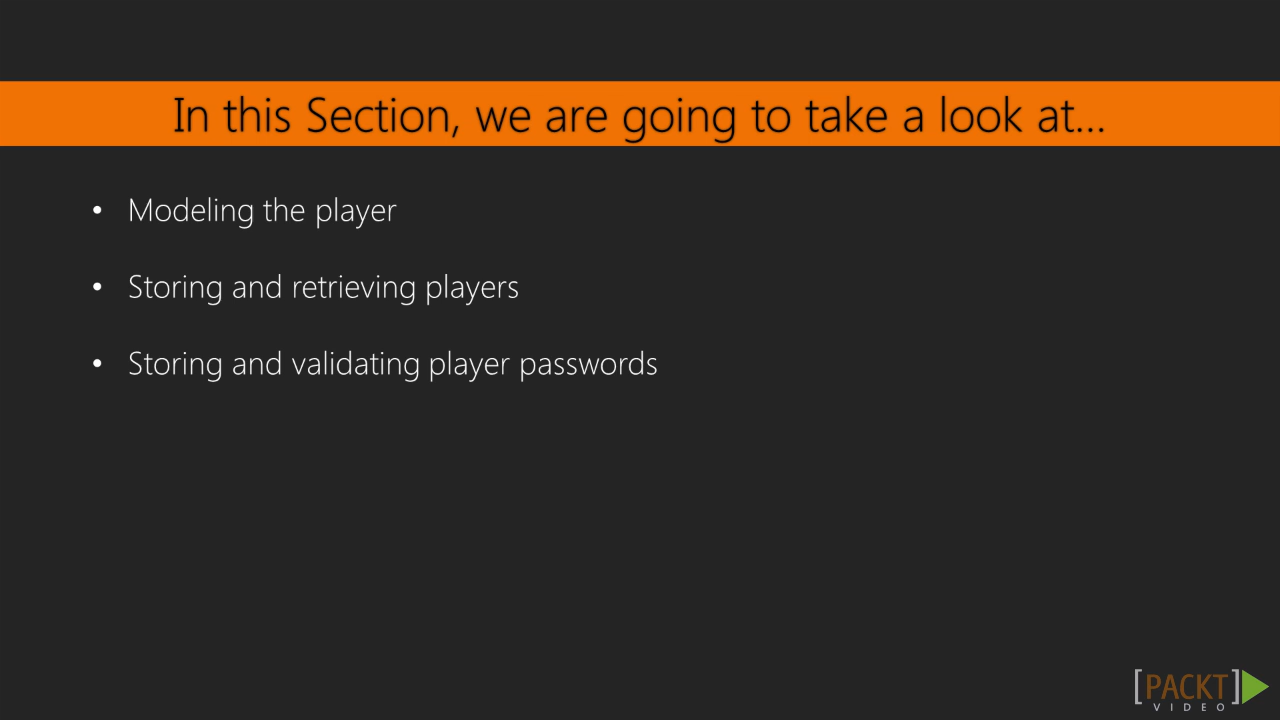 In this Section, we are going to take a look at...
• Modeling the player
• Storing and retrieving players
• Storing and validating player passwords
[PACKT]
VIDEO